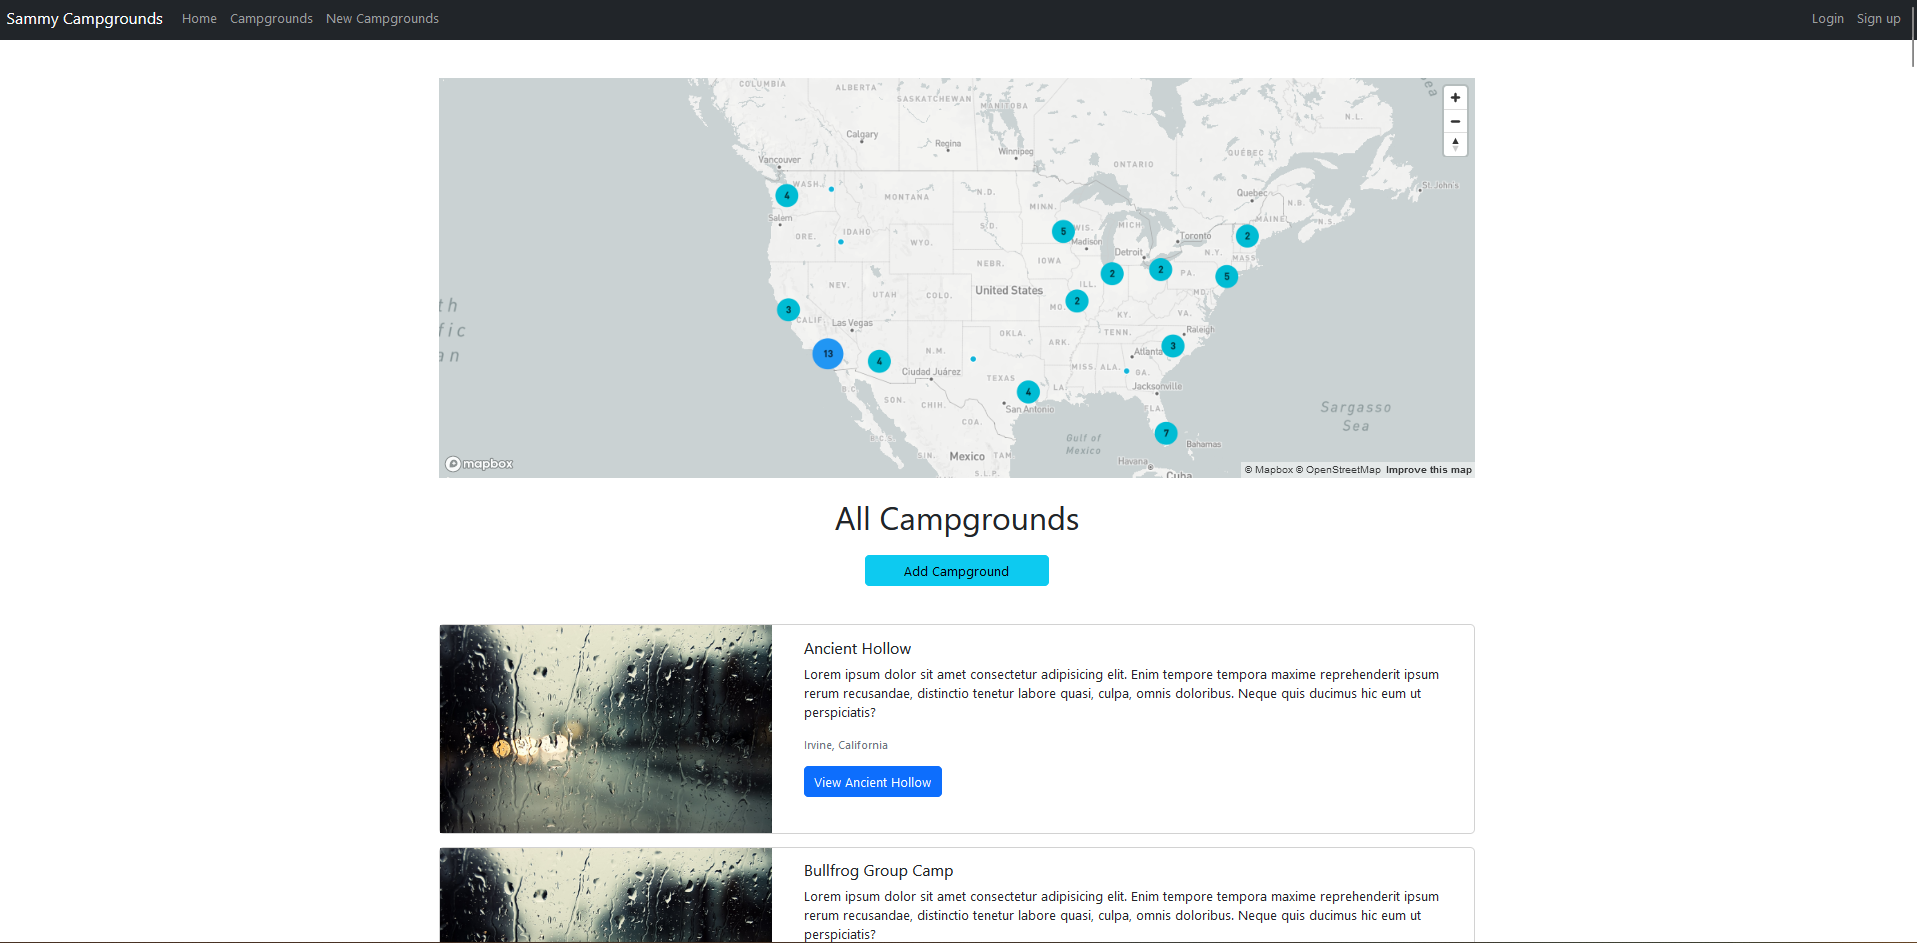 Sammy Campgrounds Home Campgrounds New Campgrounds Login Sign up
COLUMBIA ALBERTA
SASKATCHEWAN
MANITOBA
N.L.
Calgary
Regina
Winnipeg
QUÉBEC
ONTARIO
Vancouver
St. John's
WASH.
4
MONTANA
N.D.
Quebec
N.B.
MAINE
N.S.
Salem
MINN.
ORE.
IDAHO
WYO.
S.D.
5
WIS.
Madison
MICH.
Toronto
2
Detroit
N.Y.
MASS.
NEBR.
IOWA
2
2
PA.
5
NEV.
UTAH
COLO.
United States
ILL.
MO.
2
MD.
3
CALIF.
Las Vegas
KY.
VA.
OKLA.
TENN.
Raleigh
th
fic
an
13
4
N.M.
ARK.
Atlanta
3
Ciudad Juárez
TEXAS
MISS.
ALA.
GA.
LA.
Jacksonville
B.C.
SON.
CHIH.
4
San Antonio
FLA.
COA.
Sargasso
Sea
B.C.S.
Gulf of
Mexico
7
Bahamas
SIN.
Mexico
TAM.
Havana
S.L.P.
Cuba
mapbox
© Mapbox © OpenStreetMap Improve this map
All Campgrounds
Add Campground
Ancient Hollow
Lorem ipsum dolor sit amet consectetur adipisicing elit. Enim tempore tempora maxime reprehenderit ipsum
rerum recusandae, distinctio tenetur labore quasi, culpa, omnis doloribus. Neque quis ducimus hic eum ut
perspiciatis?
Irvine, California
View Ancient Hollow
Bullfrog Group Camp
Lorem ipsum dolor sit amet consectetur adipisicing elit. Enim tempore tempora maxime reprehenderit ipsum
rerum recusandae, distinctio tenetur labore quasi, culpa, omnis doloribus. Neque quis ducimus hic eum ut
perspiciatis?